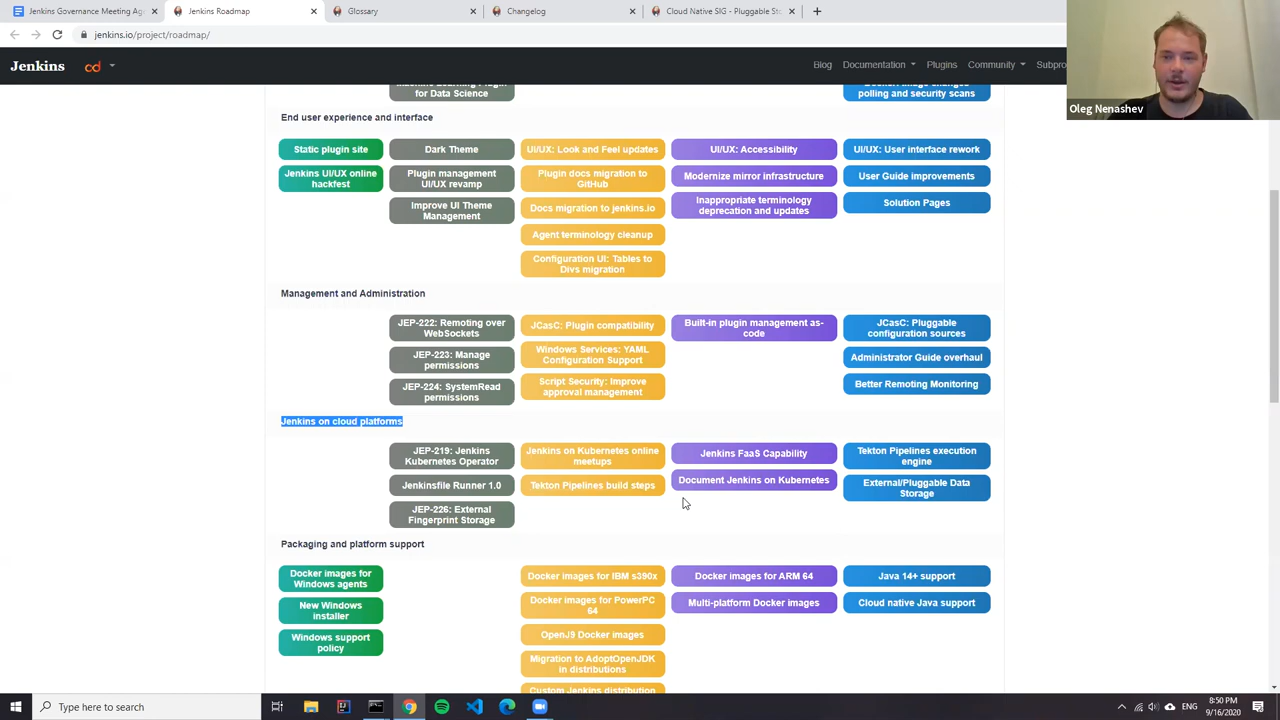 Jenkins Governance Meeting Ag
Jenkins Roadmap
Glossary
Changelog
Cloud Native SIG - Pluggable St
jenkins.io/project/roadmap/
Jenkins
cd
Blog
Documentation
Plugins
Community
Subpro
Oleg Nenashev
for Data Science
polling and security scans
End user experience and interface
Static plugin site
Dark Theme
UI/UX: Look and Feel updates
UI/UX: Accessibility
UI/UX: User interface rework
Jenkins UI/UX online
hackfest
Plugin management
UI/UX revamp
Plugin docs migration to
GitHub
Modernize mirror infrastructure
User Guide improvements
Improve UI Theme
Management
Docs migration to jenkins.io
Inappropriate terminology
deprecation and updates
Solution Pages
Agent terminology cleanup
Configuration UI: Tables to
Divs migration
Management and Administration
JEP-222: Remoting over
WebSockets
JCasC: Plugin compatibility
Built-in plugin management as-
code
JCasC: Pluggable
configuration sources
JEP-223: Manage
permissions
Windows Services: YAML
Configuration Support
Administrator Guide overhaul
JEP-224: SystemRead
permissions
Script Security: Improve
approval management
Better Remoting Monitoring
Jenkins on cloud platforms
JEP-219: Jenkins
Kubernetes Operator
Jenkins on Kubernetes online
meetups
Jenkins FaaS Capability
Tekton Pipelines execution
engine
Jenkinsfile Runner 1.0
Tekton Pipelines build steps
Document Jenkins on Kubernetes
External/Pluggable Data
Storage
JEP-226: External
Fingerprint Storage
Packaging and platform support
Docker images for
Windows agents
Docker images for IBM s390x
Docker images for ARM 64
Java 14+ support
New Windows
installer
Docker images for PowerPC
64
Multi-platform Docker images
Cloud native Java support
Windows support
policy
OpenJ9 Docker images
Migration to AdoptOpenJDK
in distributions
Custom Jenkins distribution
Type here to search
8:50 PM
9/16/2020